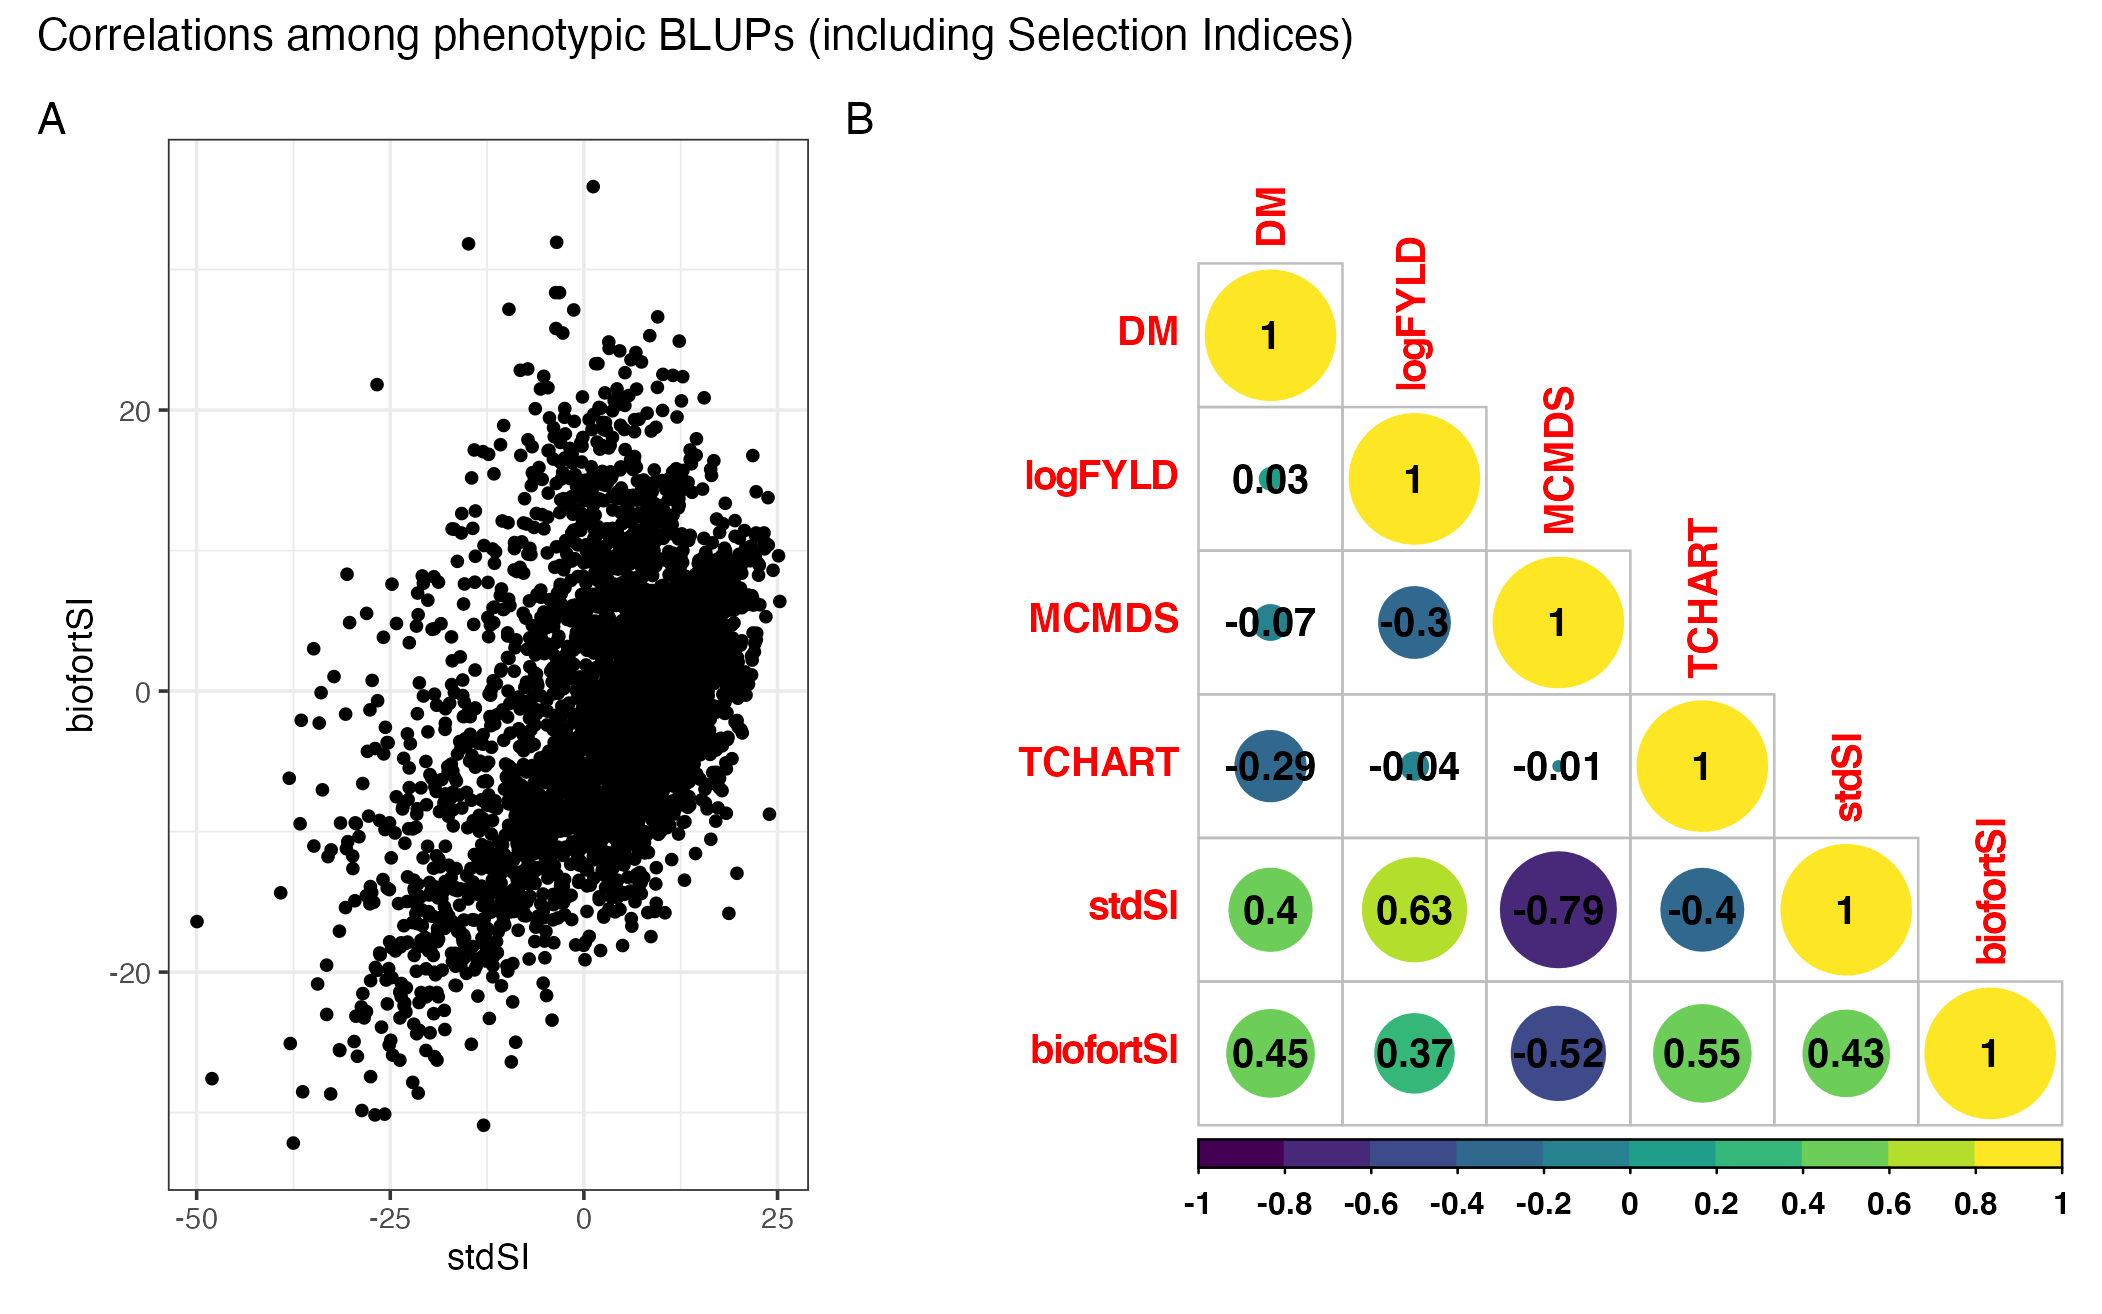 Correlations among phenotypic BLUPs (including Selection Indices)
A
biofortSI
20
0
-20
-50 -25 0 25
stdSI
B
DM
logFYLD
MCMDS
TCHART
stdSI
biofortSI
DM 1
logFYLD 0.03 1
MCMDS -0.07 -0.3 1
TCHART -0.29 -0.04 -0.01 1
stdSI 0.4 0.63 -0.79 -0.4 1
biofortSI 0.45 0.37 -0.52 0.55 0.43 1
-1 -0.8 -0.6 -0.4 -0.2 0 0.2 0.4 0.6 0.8 1